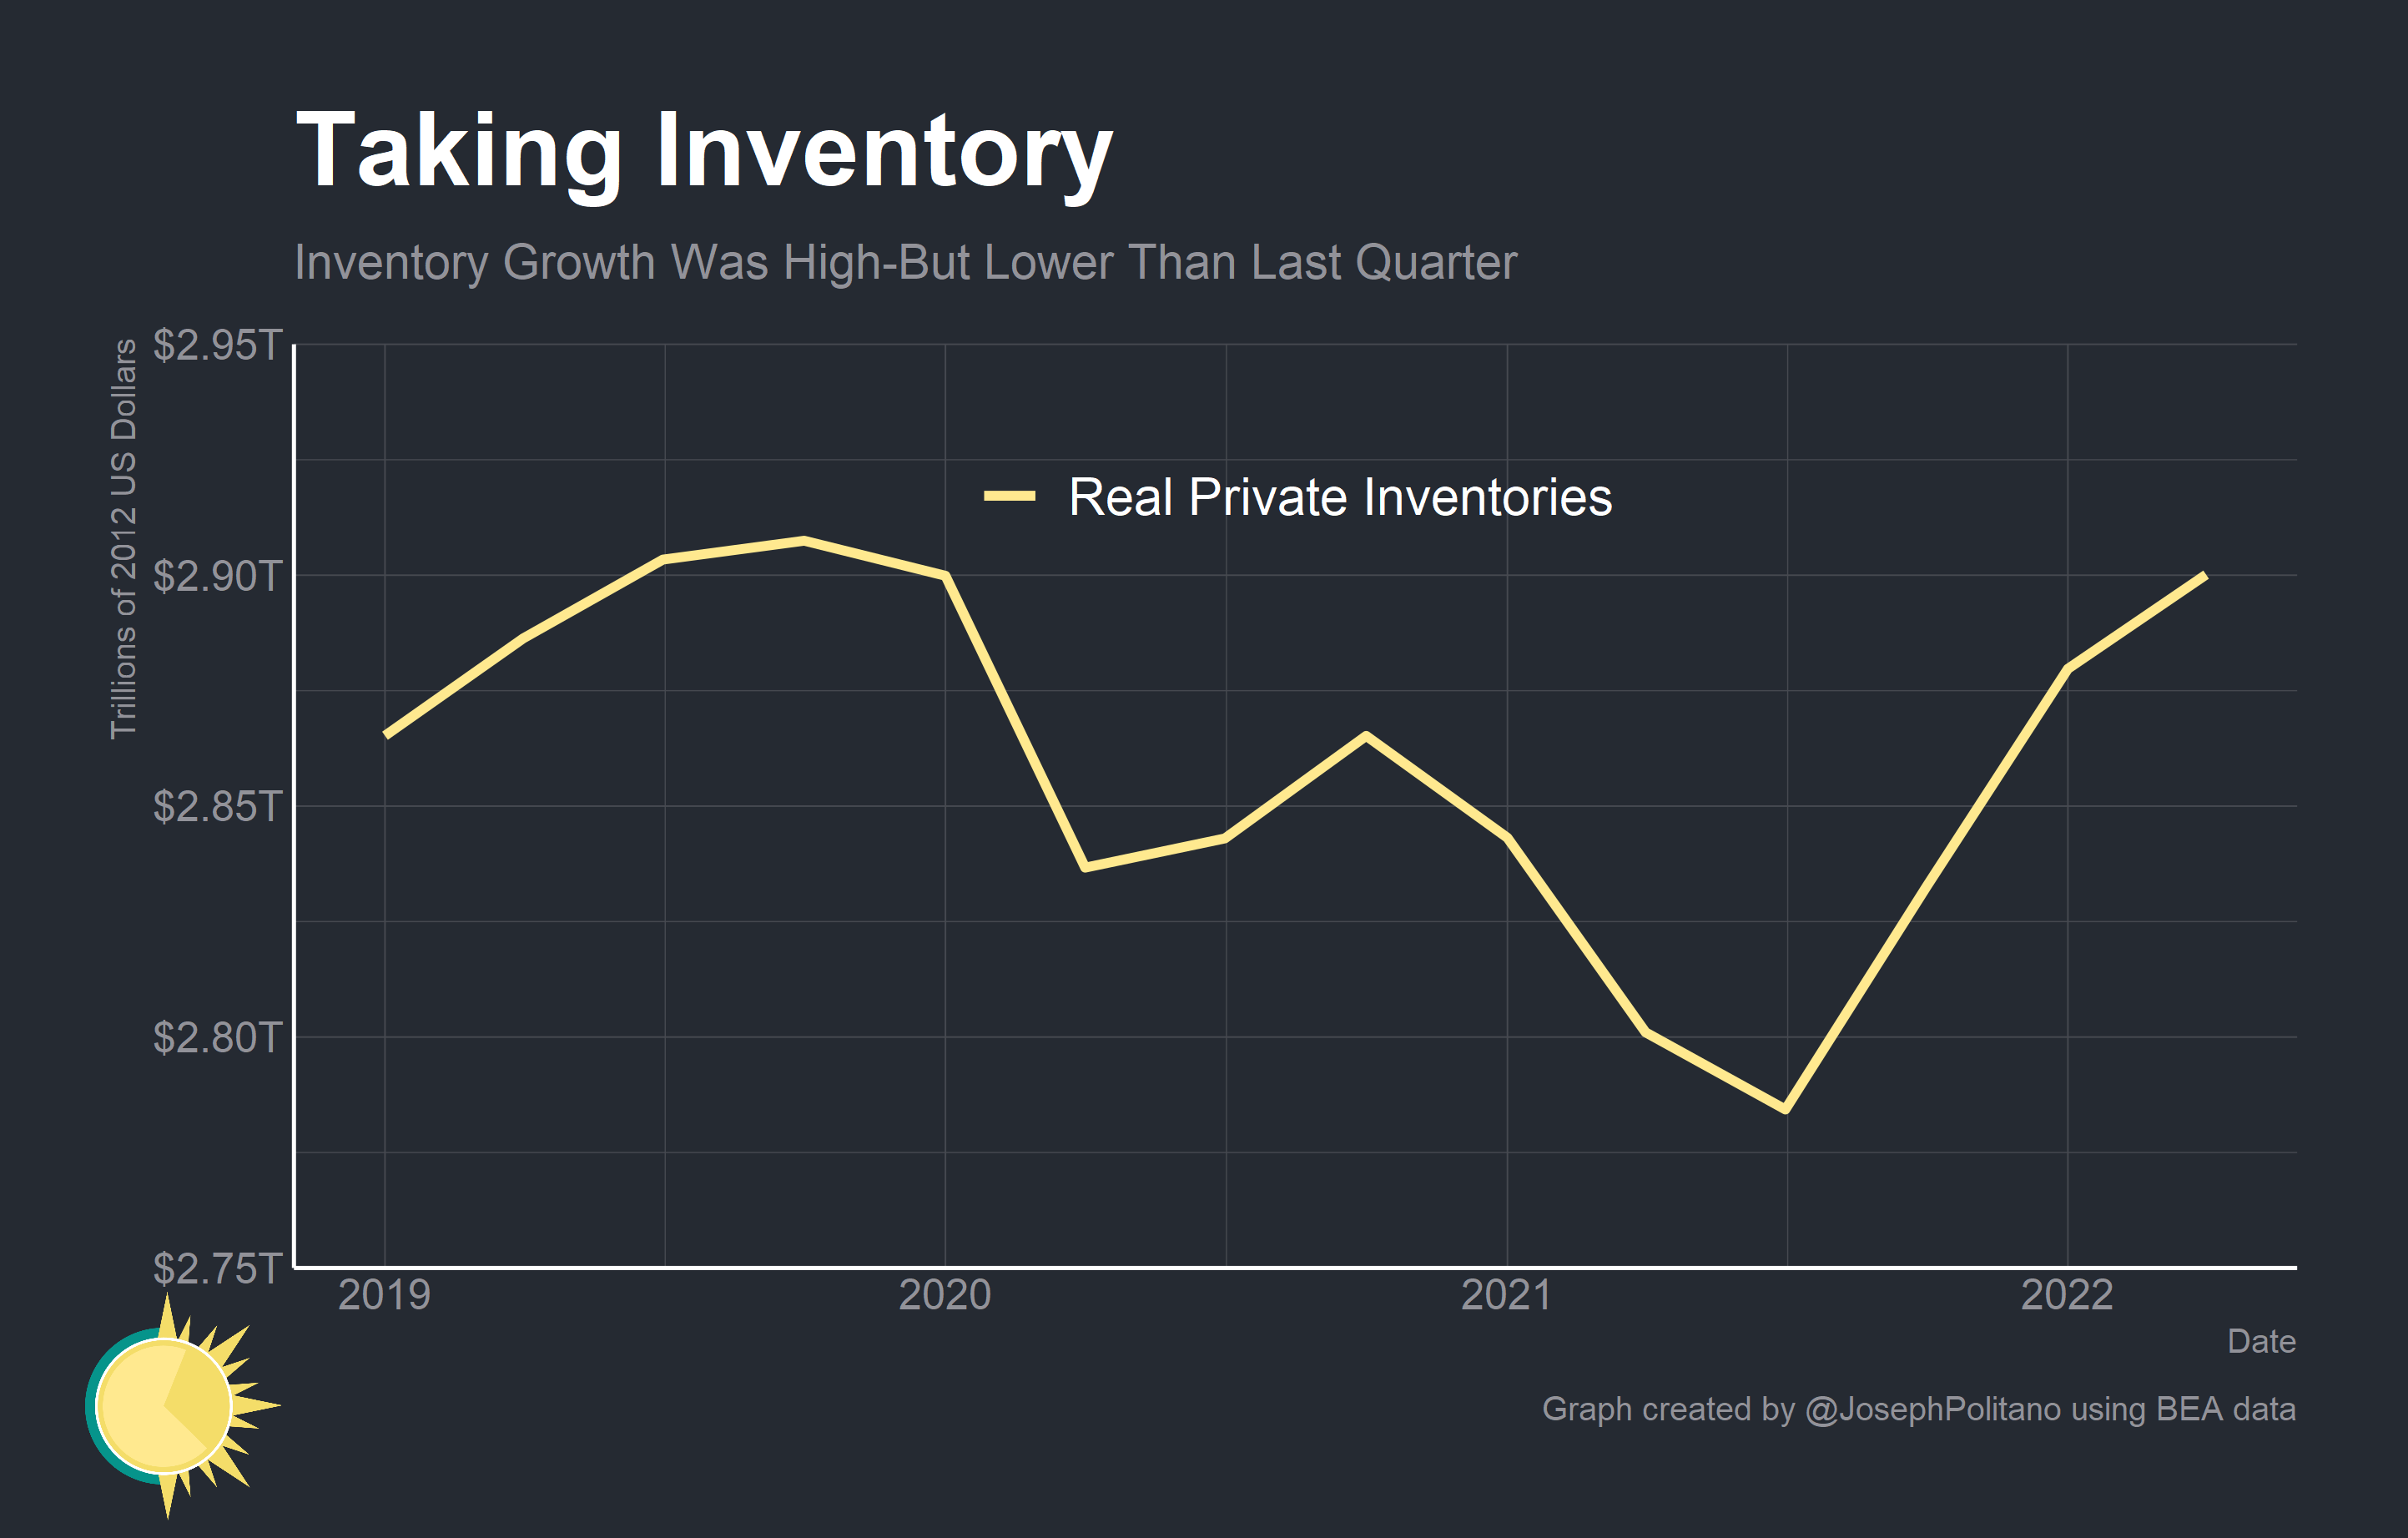 Taking Inventory
Inventory Growth Was High-But Lower Than Last Quarter
Trillions of 2012 US Dollars
$2.95T
$2.90T
$2.85T
$2.80T
$2.75T
Real Private Inventories
2019
2020
2021
2022
Date
Graph created by @JosephPolitano using BEA data